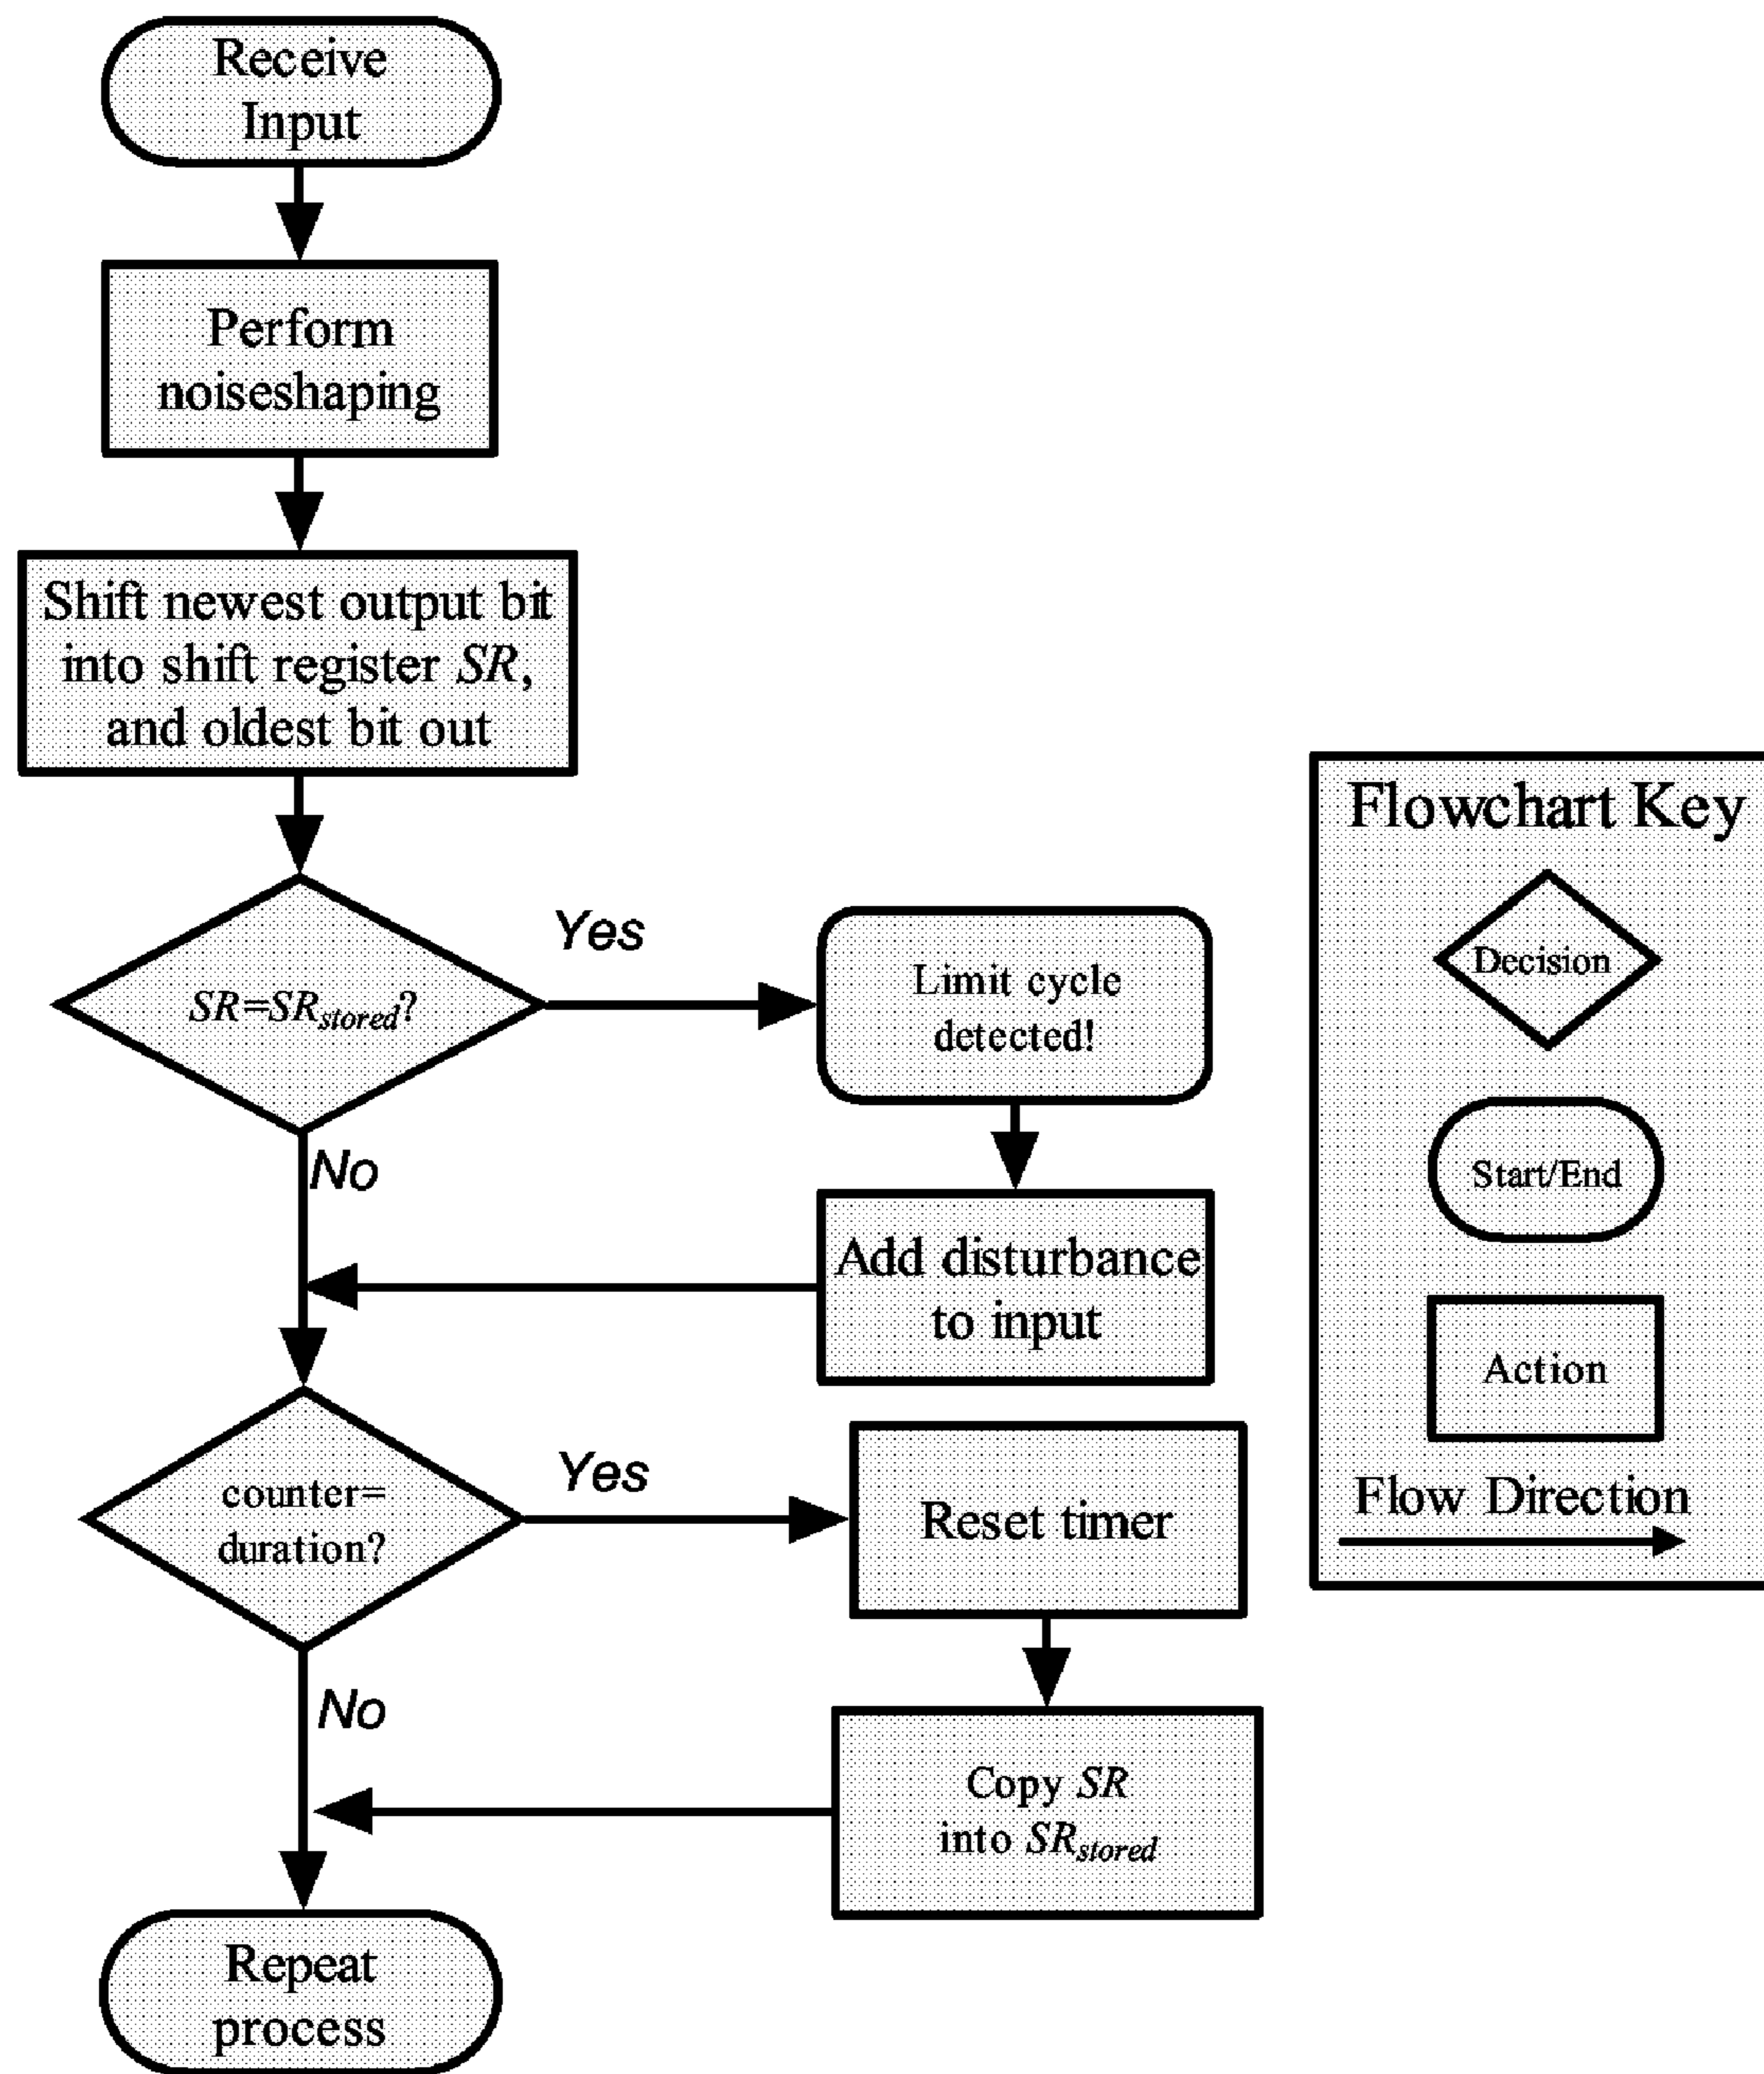 Receive
Input
Perform
noiseshaping
Shift newest output bit
into shift register SR,
and oldest bit out
SR=SRstored?
Yes
Limit cycle
detected!
No
Add disturbance
to input
counter=
duration?
Yes
Reset timer
No
Copy SR
into SRstored
Repeat
process
Flowchart Key
Decision
Start/End
Action
Flow Direction